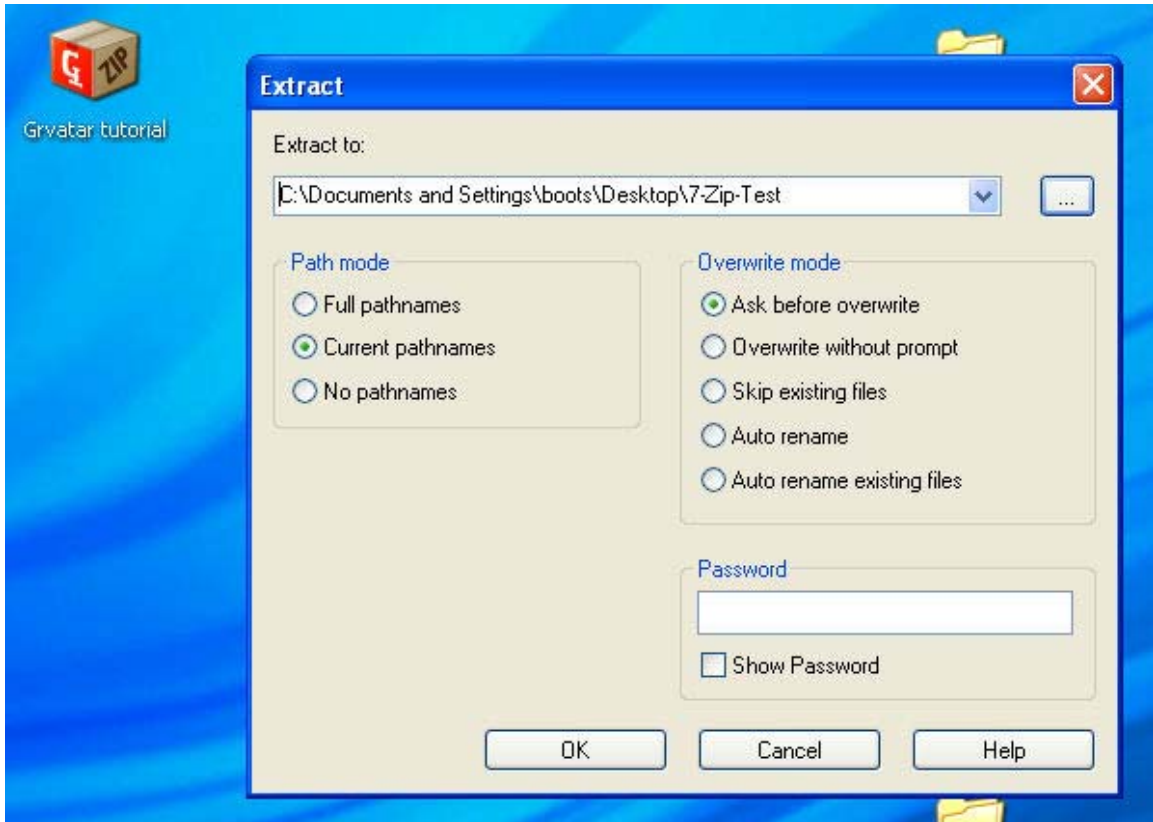 G ZIP
Grvatar tutorial
Extract
Extract to:
C:\Documents and Settings\boots\Desktop\7-Zip-Test
...
Path mode
Full pathnames
Current pathnames
No pathnames
Overwrite mode
Ask before overwrite
Overwrite without prompt
Skip existing files
Auto rename
Auto rename existing files
Password
Show Password
OK
Cancel
Help